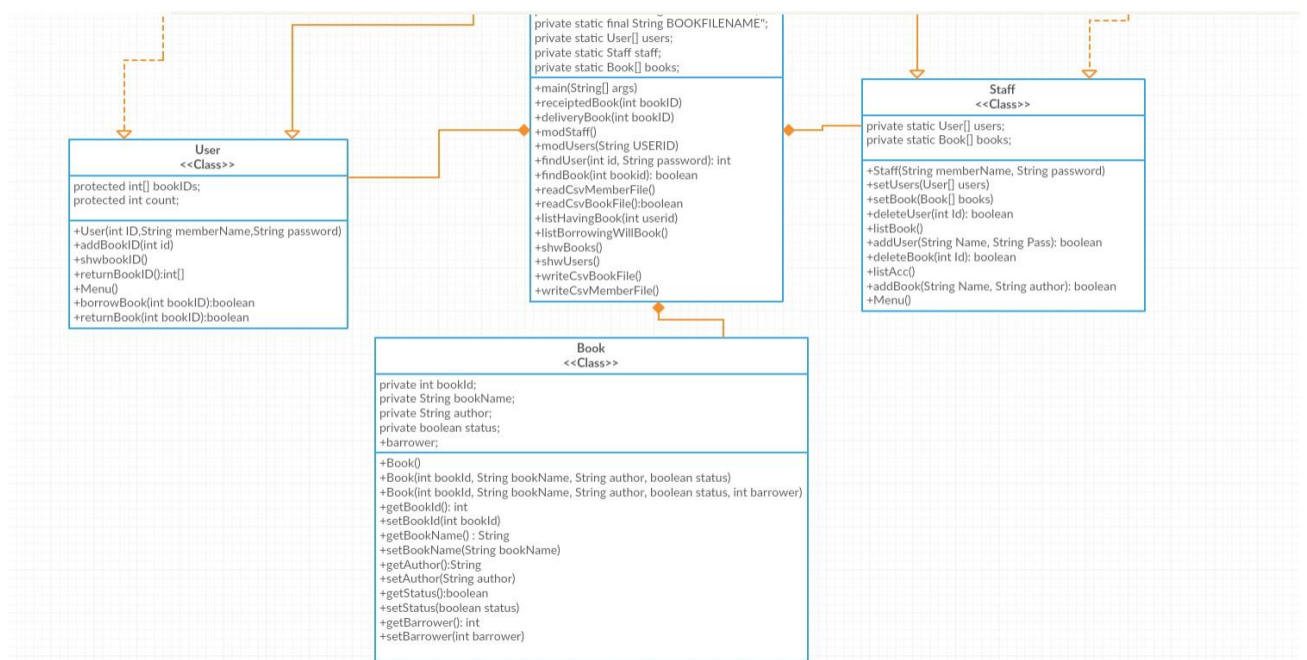 private static final String BOOKFILENAME";
private static User[] users;
private static Staff staff;
private static Book[] books;
+main(String[] args)
+receiptedBook(int bookID)
+deliveryBook(int bookID)
+modStaff()
+modUsers(String USERID)
+findUser(int id, String password): int
+findBook(int bookid): boolean
+readCsvMemberFile()
+readCsvBookFile():boolean
+listHavingBook(int userid)
+listBorrowingWillBook()
+shwBooks()
+shwUsers()
+writeCsvBookFile()
+writeCsvMemberFile()
User
<<Class>>
protected int[] bookIDs;
protected int count;
+User(int ID,String memberName,String password)
+addBookID(int id)
+shwbookID()
+returnBookID():int[]
+Menu()
+borrowBook(int bookID):boolean
+returnBook(int bookID):boolean
Staff
<<Class>>
private static User[] users;
private static Book[] books;
+Staff(String memberName, String password)
+setUsers(User[] users)
+setBook(Book[] books)
+deleteUser(int Id): boolean
+listBook()
+addUser(String Name, String Pass): boolean
+deleteBook(int Id): boolean
+listAcc()
+addBook(String Name, String author): boolean
+Menu()
Book
<<Class>>
private int bookId;
private String bookName;
private String author;
private boolean status;
+barrower;
+Book()
+Book(int bookId, String bookName, String author, boolean status)
+Book(int bookId, String bookName, String author, boolean status, int barrower)
+getBookId(): int
+setBookId(int bookId)
+getBookName() : String
+setBookName(String bookName)
+getAuthor():String
+setAuthor(String author)
+getStatus():boolean
+setStatus(boolean status)
+getBarrower(): int
+setBarrower(int barrower)